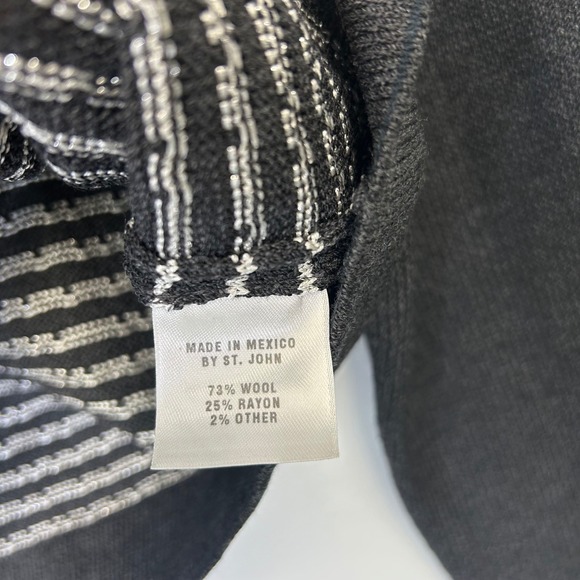 MADE IN MEXICO
BY ST. JOHN
73% WOOL
25% RAYON
2% OTHER